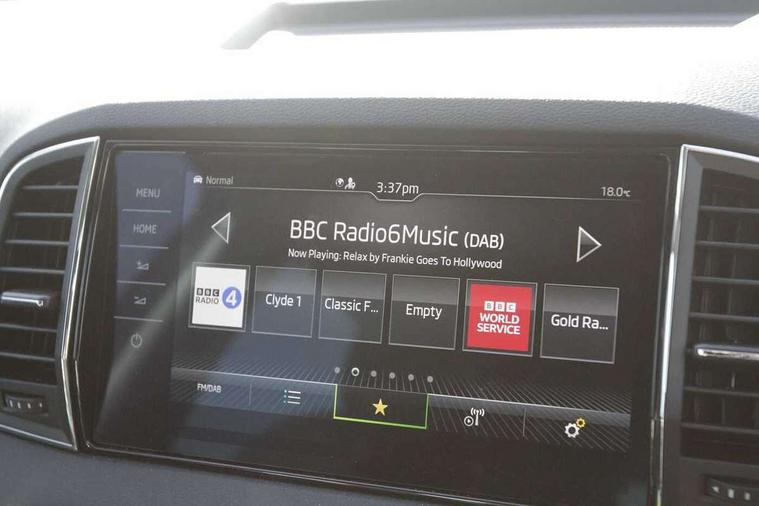 MENU
HOME
Normal
3:37pm
18.0°C
BBC Radio6Music (DAB)
Now Playing: Relax by Frankie Goes To Hollywood
BBC
RADIO 4
Clyde 1
Classic F...
Empty
BBC
WORLD
SERVICE
Gold Ra...
FM/DAB